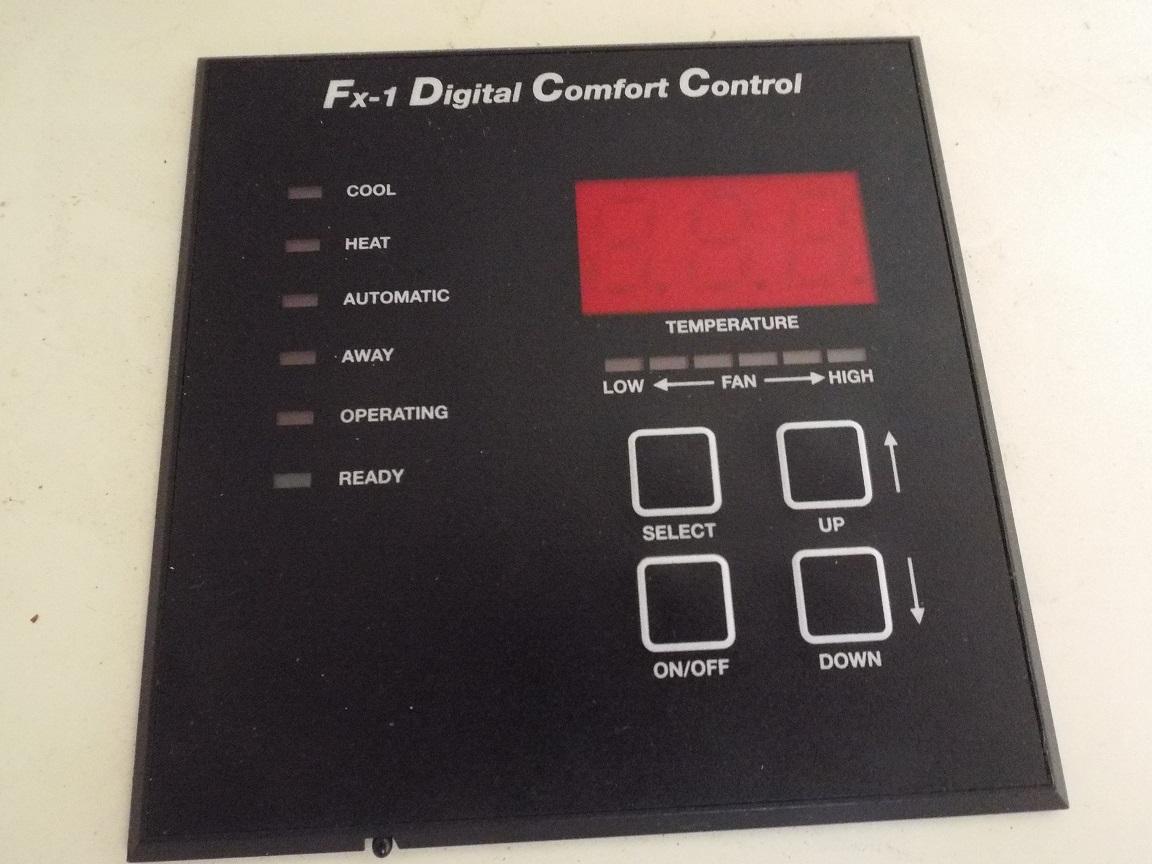 Fx-1 Digital Comfort Control
COOL
HEAT
AUTOMATIC
AWAY
OPERATING
READY
TEMPERATURE
LOW FAN HIGH
SELECT
UP
ON/OFF
DOWN